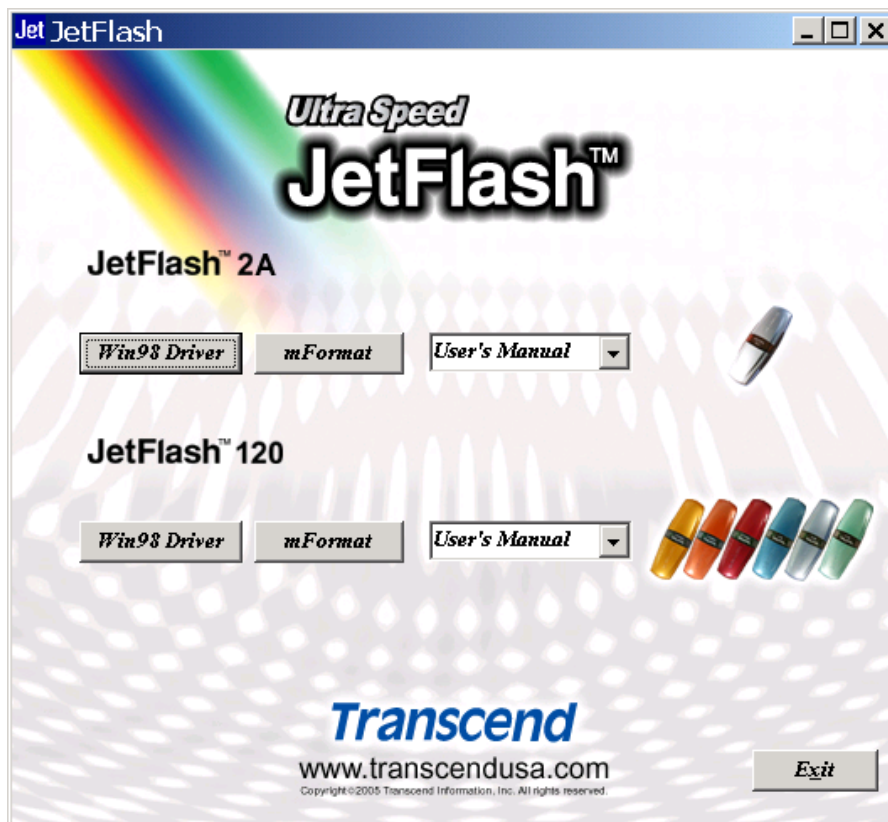 Jet JetFlash
Ultra Speed
JetFlash™
JetFlash™ 2A
Win98 Driver mFormat User's Manual
JetFlash™ 120
Win98 Driver mFormat User's Manual
Transcend
www.transcendusa.com
Copyright©2005 Transcend Information, Inc. All rights reserved.
Exit